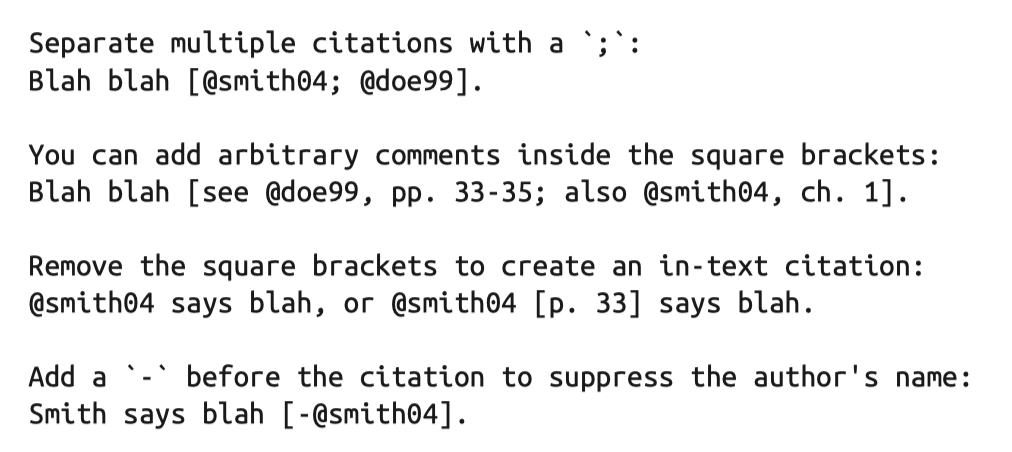 Separate multiple citations with a `;`:
Blah blah [@smith04; @doe99].
You can add arbitrary comments inside the square brackets:
Blah blah [see @doe99, pp. 33-35; also @smith04, ch. 1].
Remove the square brackets to create an in-text citation:
@smith04 says blah, or @smith04 [p. 33] says blah.
Add a `-` before the citation to suppress the author's name:
Smith says blah [-@smith04].